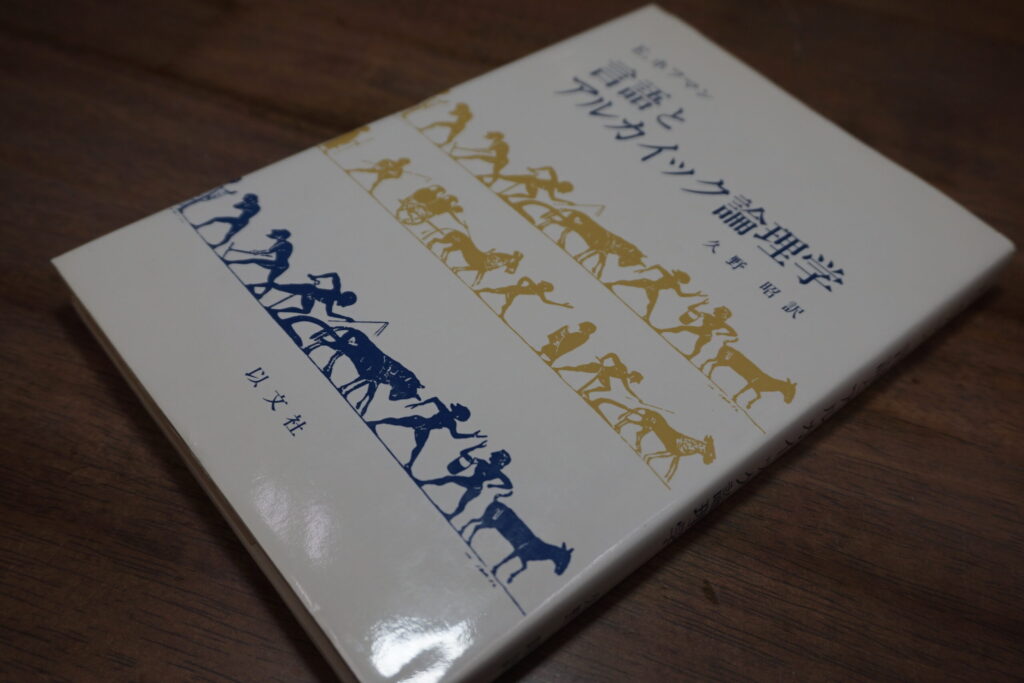 E. ホフマン
言語と
アルカイック論理学
久野 昭 訳
以文社